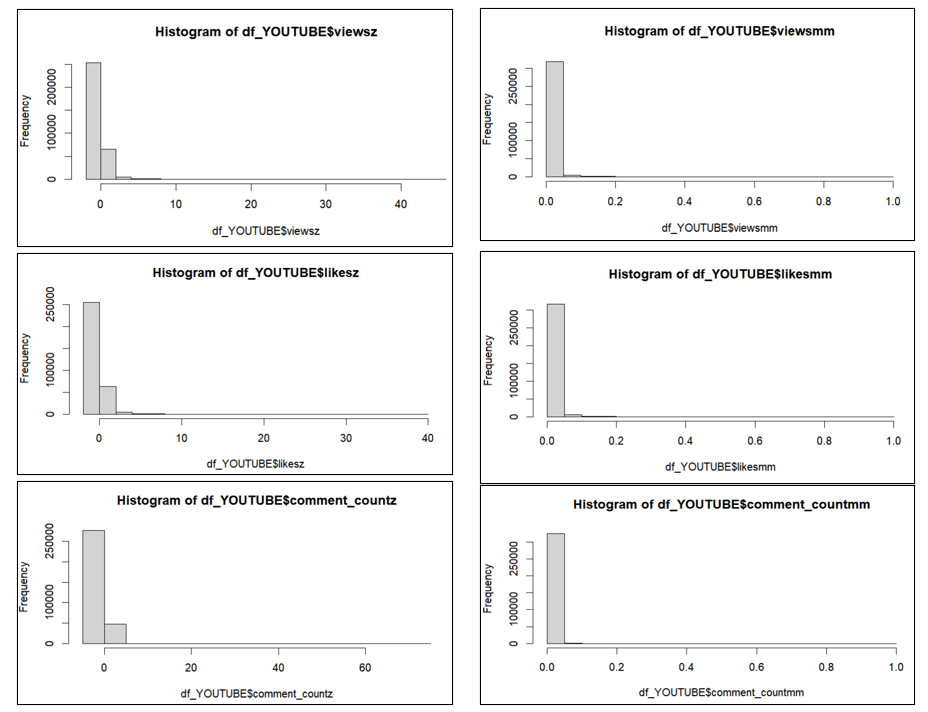 Histogram of df_YOUTUBE$viewsz
Frequency
0 100000 200000
0 10 20 30 40
df_YOUTUBE$viewsz
Histogram of df_YOUTUBE$viewsmm
Frequency
0 100000 250000
0.0 0.2 0.4 0.6 0.8 1.0
df_YOUTUBE$viewsmm
Histogram of df_YOUTUBE$likesz
Frequency
0 100000 250000
0 10 20 30 40
df_YOUTUBE$likesz
Histogram of df_YOUTUBE$likesmm
Frequency
0 100000 250000
0.0 0.2 0.4 0.6 0.8 1.0
df_YOUTUBE$likesmm
Histogram of df_YOUTUBE$comment_countz
Frequency
0 100000 250000
0 20 40 60
df_YOUTUBE$comment_countz
Histogram of df_YOUTUBE$comment_countmm
Frequency
0 100000 250000
0.0 0.2 0.4 0.6 0.8 1.0
df_YOUTUBE$comment_countmm